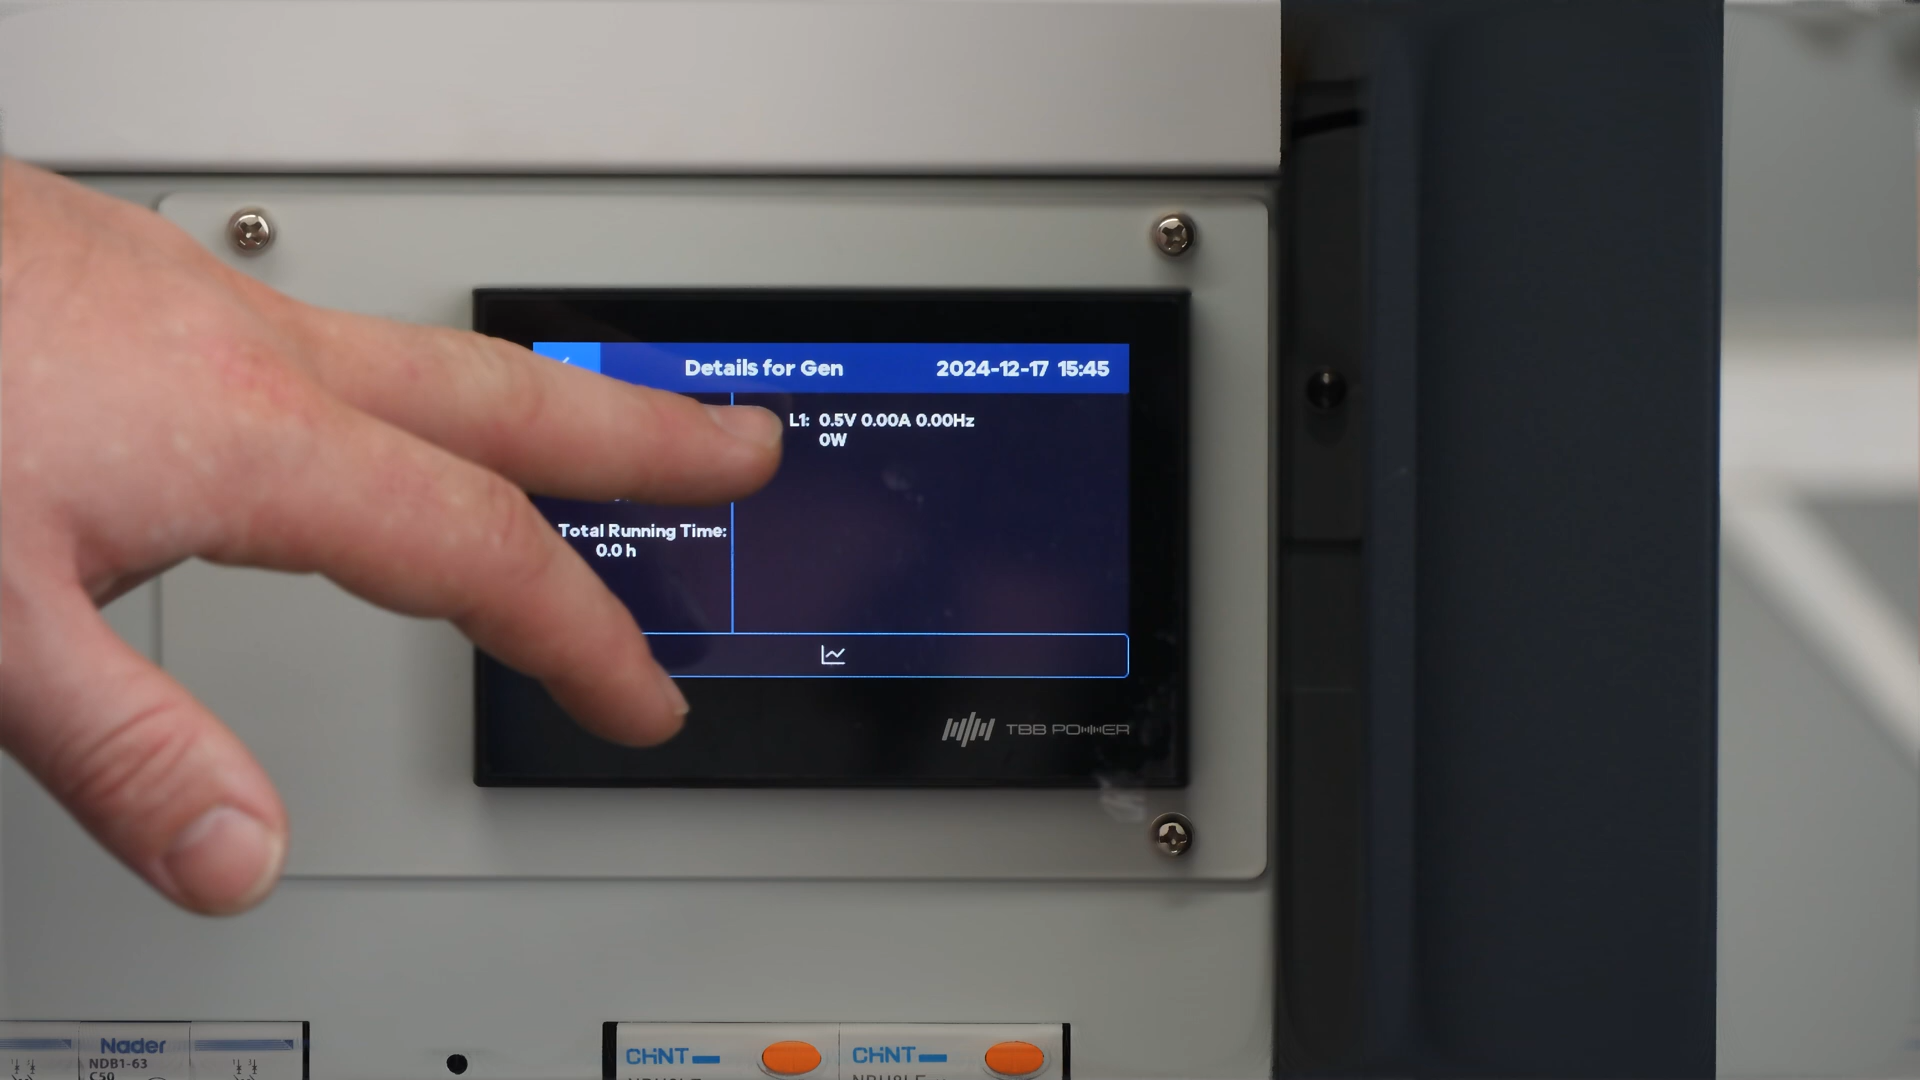 Details for Gen 2024-12-17 15:45
L1: 0.5V 0.00A 0.00Hz
0W
Total Running Time:
0.0 h
TBB POWER
Nader
NDB1-63
C50
CHNT
CHNT